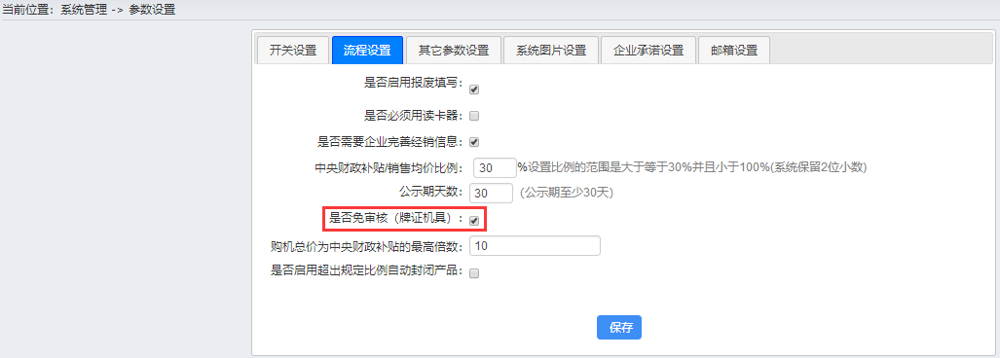 当前位置：系统管理 -> 参数设置
开关设置 流程设置 其它参数设置 系统图片设置 企业承诺设置 邮箱设置
是否启用报废填写：
是否必须用读卡器：
是否需要企业完善经销信息：
中央财政补贴/销售均价比例： 30 %设置比例的范围是大于等于30%并且小于100%(系统保留2位小数)
公示期天数： 30 (公示期至少30天)
是否免审核（牌证机具）：
购机总价为中央财政补贴的最高倍数： 10
是否启用超出规定比例自动封闭产品：
保存